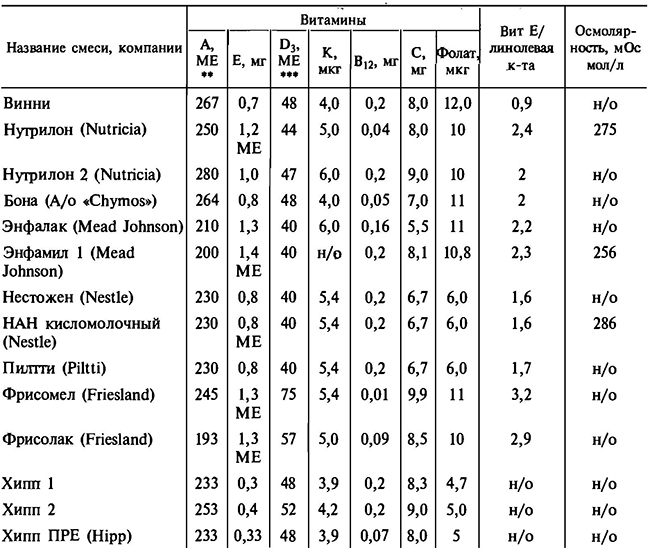 Название смеси, компании | Витамины | Вит Е/ линолевая к-та | Осмолярность, мОс мол/л
А, МЕ ** | Е, мг | D3, МЕ *** | К, мкг | В12, мг | С, мг | Фолат, мкг
Винни | 267 | 0,7 | 48 | 4,0 | 0,2 | 8,0 | 12,0 | 0,9 | н/о
Нутрилон (Nutricia) | 250 | 1,2 МЕ | 44 | 5,0 | 0,04 | 8,0 | 10 | 2,4 | 275
Нутрилон 2 (Nutricia) | 280 | 1,0 | 47 | 6,0 | 0,2 | 9,0 | 10 | 2 | н/о
Бона (А/о «Chymos») | 264 | 0,8 | 48 | 4,0 | 0,05 | 7,0 | 11 | 2 | н/о
Энфалак (Mead Johnson) | 210 | 1,3 | 40 | 6,0 | 0,16 | 5,5 | 11 | 2,2 | н/о
Энфамил 1 (Mead Johnson) | 200 | 1,4 МЕ | 40 | н/о | 0,2 | 8,1 | 10,8 | 2,3 | 256
Нестожен (Nestle) | 230 | 0,8 | 40 | 5,4 | 0,2 | 6,7 | 6,0 | 1,6 | н/о
НАН кисломолочный (Nestle) | 230 | 0,8 МЕ | 40 | 5,4 | 0,2 | 6,7 | 6,0 | 1,6 | 286
Пилтти (Piltti) | 230 | 0,8 | 40 | 5,4 | 0,2 | 6,7 | 6,0 | 1,7 | н/о
Фрисомел (Friesland) | 245 | 1,3 МЕ | 75 | 5,4 | 0,01 | 9,9 | 11 | 3,2 | н/о
Фрисолак (Friesland) | 193 | 1,3 МЕ | 57 | 5,0 | 0,09 | 8,5 | 10 | 2,9 | н/о
Хипп 1 | 233 | 0,3 | 48 | 3,9 | 0,2 | 8,3 | 4,7 | н/о | н/о
Хипп 2 | 253 | 0,4 | 52 | 4,2 | 0,2 | 9,0 | 5,0 | н/о | н/о
Хипп ПРЕ (Hipp) | 233 | 0,33 | 48 | 3,9 | 0,07 | 8,0 | 5 | н/о | н/о